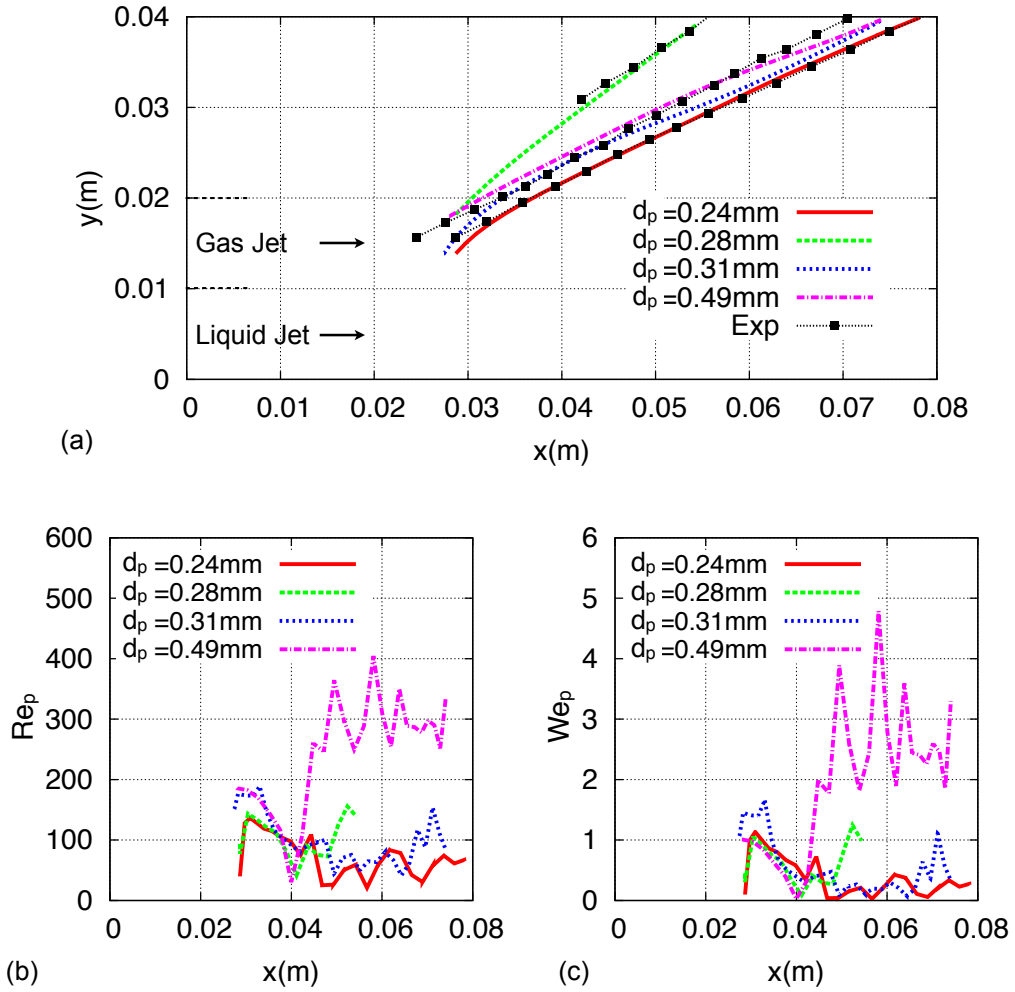 0.04
0.03
0.02
0.01
0
y(m)
Gas Jet
Liquid Jet
dp=0.24mm
dp=0.28mm
dp=0.31mm
dp=0.49mm
Exp
0 0.01 0.02 0.03 0.04 0.05 0.06 0.07 0.08
x(m)
(a)
600
500
400
300
200
100
0
Rep
dp=0.24mm
dp=0.28mm
dp=0.31mm
dp=0.49mm
0 0.02 0.04 0.06 0.08
x(m)
(b)
6
5
4
3
2
1
0
Wep
dp=0.24mm
dp=0.28mm
dp=0.31mm
dp=0.49mm
0 0.02 0.04 0.06 0.08
x(m)
(c)